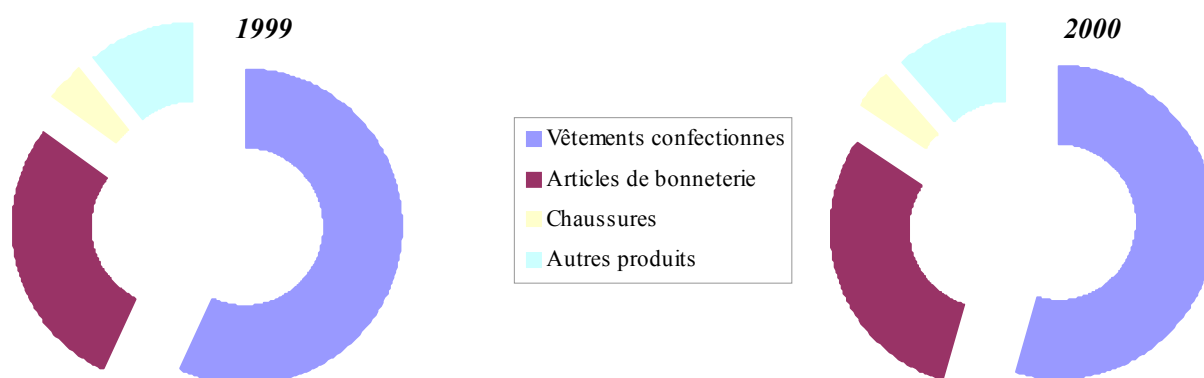 1999
2000
Vêtements confectionnes
Articles de bonneterie
Chaussures
Autres produits